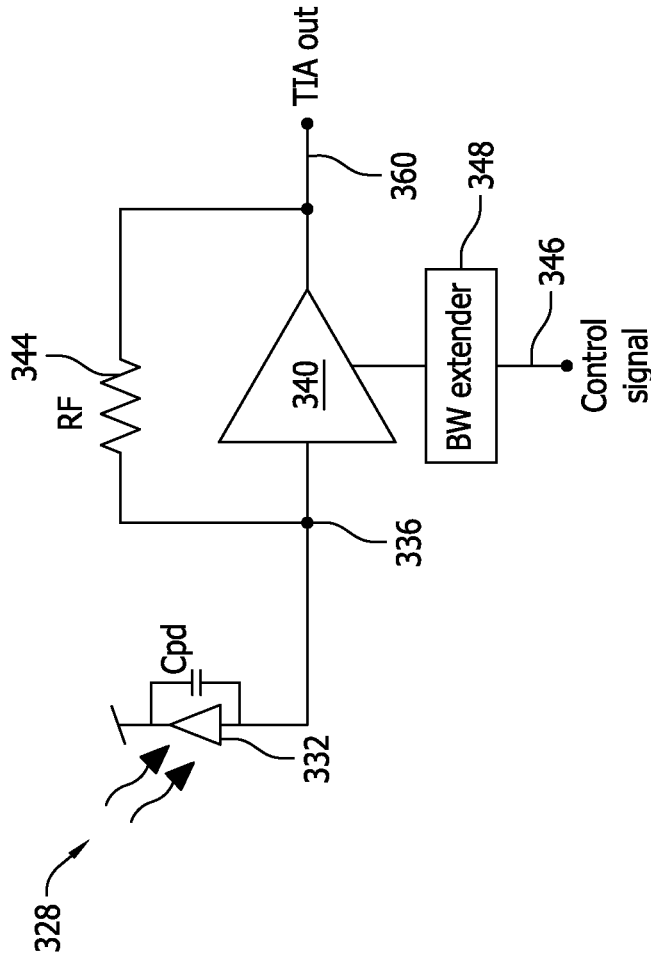 328
332
Cpd
336
RF
344
340
BW extender
348
346
Control
signal
360
TIA out